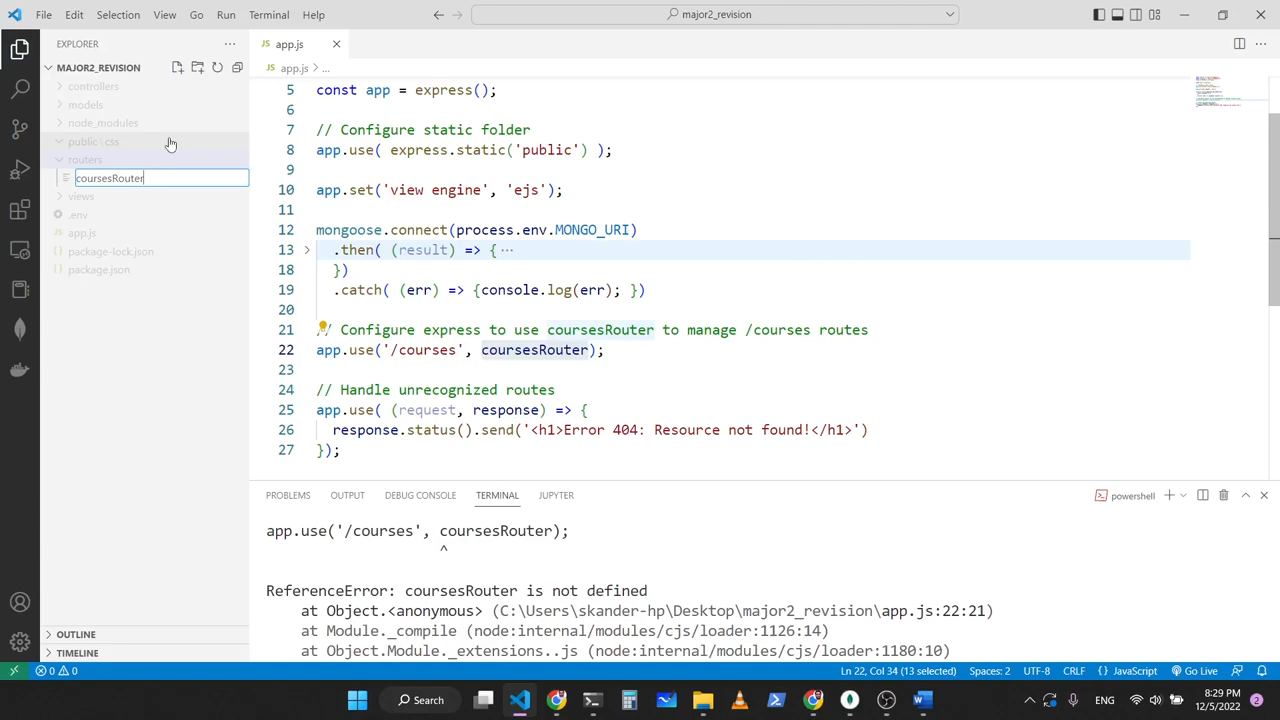 File Edit Selection View Go Run Terminal Help
major2_revision
EXPLORER
MAJOR2_REVISION
controllers
models
node_modules
public \ css
routers
coursesRouter
views
.env
app.js
package-lock.json
package.json
OUTLINE
TIMELINE
JS app.js
JS app.js > ...
5 const app = express();
6
7 // Configure static folder
8 app.use( express.static('public') );
9
10 app.set('view engine', 'ejs');
11
12 mongoose.connect(process.env.MONGO_URI)
13 .then( (result) => { ...
18 })
19 .catch( (err) => {console.log(err); })
20
21 // Configure express to use coursesRouter to manage /courses routes
22 app.use('/courses', coursesRouter);
23
24 // Handle unrecognized routes
25 app.use( (request, response) => {
26 response.status().send('<h1>Error 404: Resource not found!</h1>')
27 });
PROBLEMS OUTPUT DEBUG CONSOLE TERMINAL JUPYTER
powershell
app.use('/courses', coursesRouter);
^
ReferenceError: coursesRouter is not defined
at Object.<anonymous> (C:\Users\skander-hp\Desktop\major2_revision\app.js:22:21)
at Module._compile (node:internal/modules/cjs/loader:1126:14)
at Object.Module._extensions..js (node:internal/modules/cjs/loader:1180:10)
0 0 Ln 22, Col 34 (13 selected) Spaces: 2 UTF-8 CRLF {} JavaScript Go Live
Search
ENG
8:29 PM
12/5/2022
2